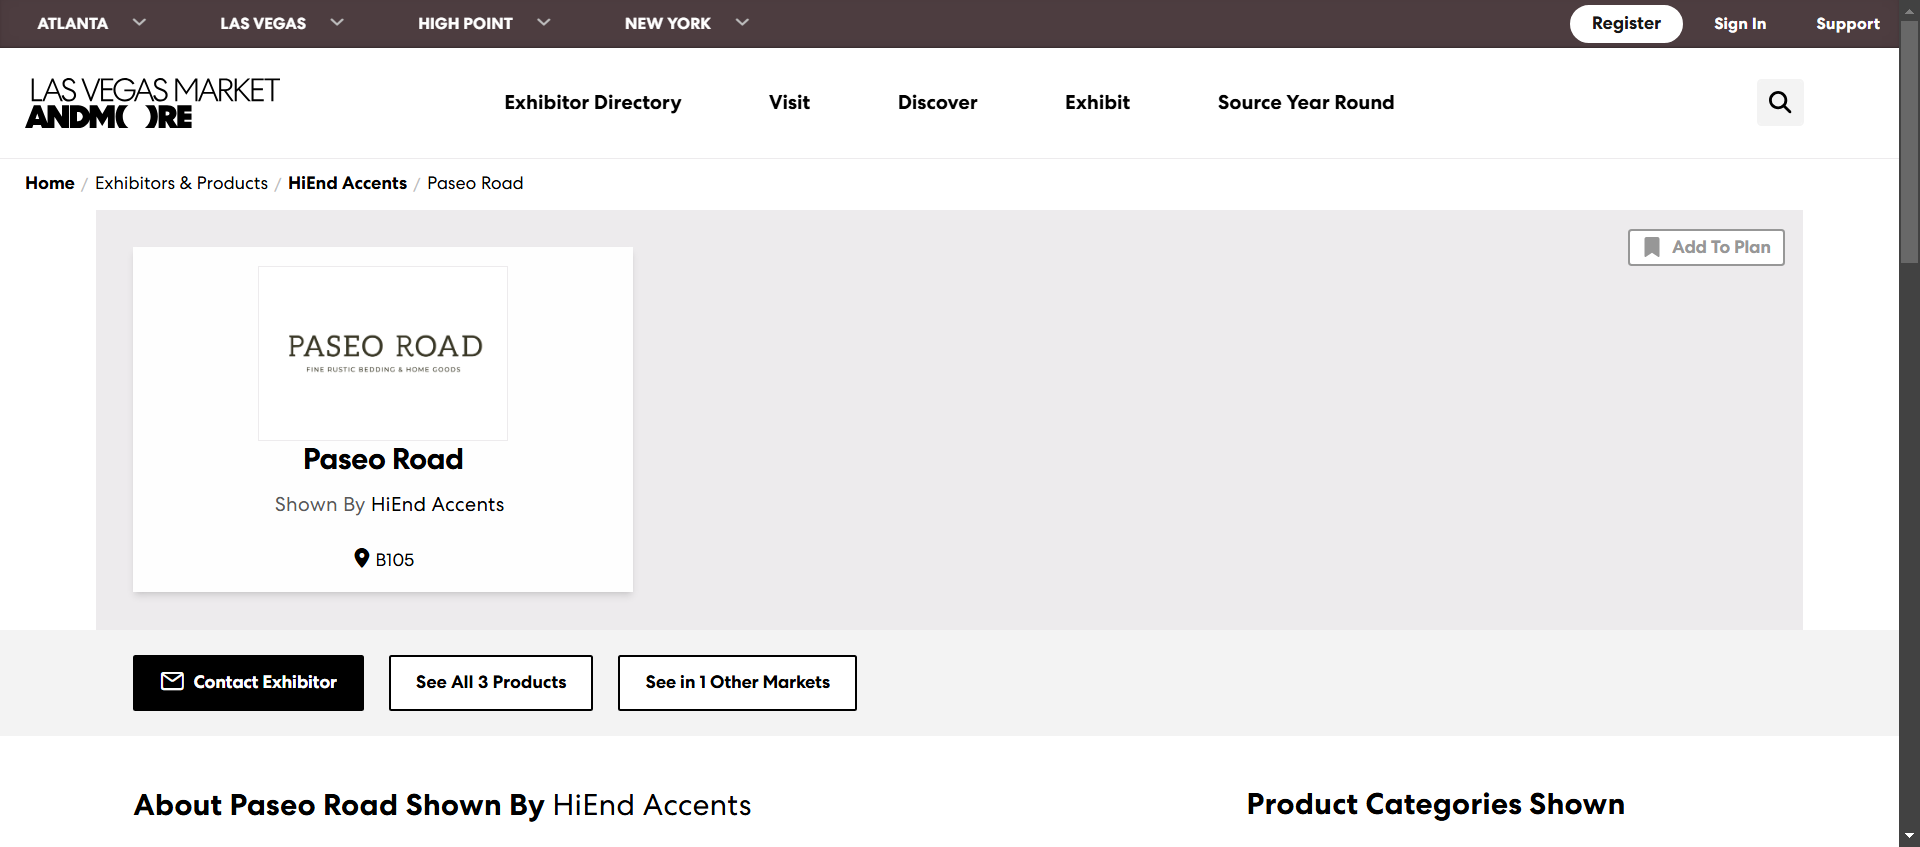 ATLANTA LAS VEGAS HIGH POINT NEW YORK Register Sign In Support
LAS VEGAS MARKET
ANDM( )RE
Exhibitor Directory Visit Discover Exhibit Source Year Round
Home / Exhibitors & Products / HiEnd Accents / Paseo Road
Add To Plan
PASEO ROAD
FINE RUSTIC BEDDING & HOME GOODS
Paseo Road
Shown By HiEnd Accents
B105
Contact Exhibitor See All 3 Products See in 1 Other Markets
About Paseo Road Shown By HiEnd Accents
Product Categories Shown